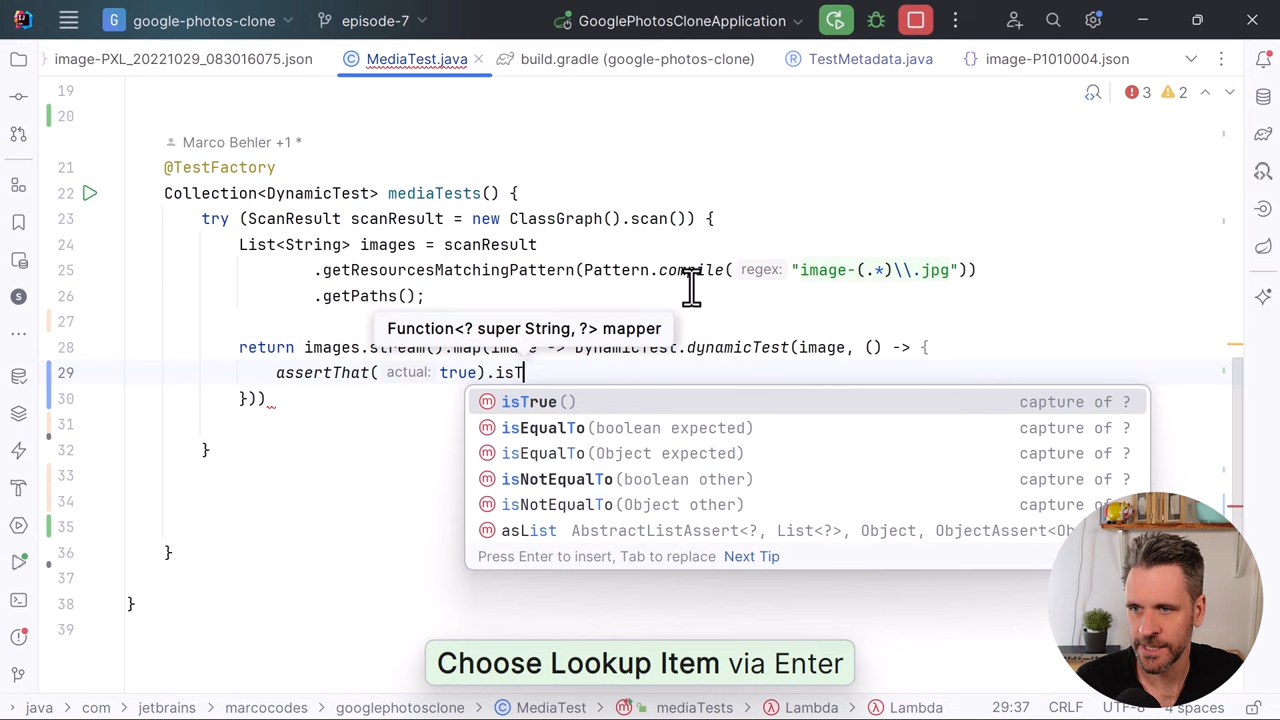 G google-photos-clone episode-7 GooglePhotosCloneApplication
image-PXL_20221029_083016075.json MediaTest.java build.gradle (google-photos-clone) TestMetadata.java image-P1010004.json
19 3 2
20
Marco Behler +1 *
21 @TestFactory
22 Collection<DynamicTest> mediaTests() {
23 try (ScanResult scanResult = new ClassGraph().scan()) {
24 List<String> images = scanResult
25 .getResourcesMatchingPattern(Pattern.compile( regex: "image-(.*)\\.jpg"))
26 .getPaths();
27
Function<? super String, ?> mapper
28 return images.stream().map(image -> DynamicTest.dynamicTest(image, () -> {
29 assertThat( actual: true).isT
30 }))
isTrue() capture of ?
31
isEqualTo(boolean expected) capture of ?
32 }
isEqualTo(Object expected) capture of ?
33
isNotEqualTo(boolean other) capture of ?
34
isNotEqualTo(Object other) capture of
35
asList AbstractListAssert<?, List<?>, Object, ObjectAssert<Ob
36 }
Press Enter to insert, Tab to replace Next Tip
37
38 }
39
Choose Lookup Item via Enter
java com jetbrains marcocodes googlephotosclone MediaTest mediaTests Lambda Lambda 29:37 CRLF UTF-8 4 spaces